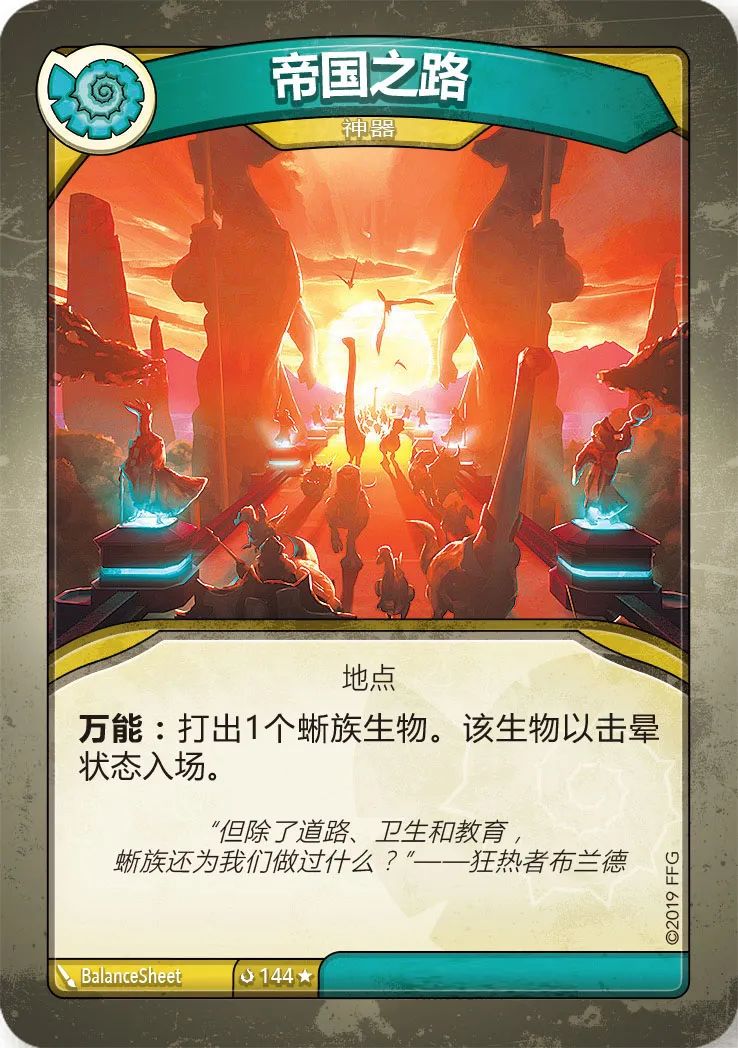 帝国之路
神器
地点
万能：打出1个蜥族生物。该生物以击晕
状态入场。
“但除了道路、卫生和教育，
蜥族还为我们做过什么？”——狂热者布兰德
©2019 FFG
BalanceSheet
144★